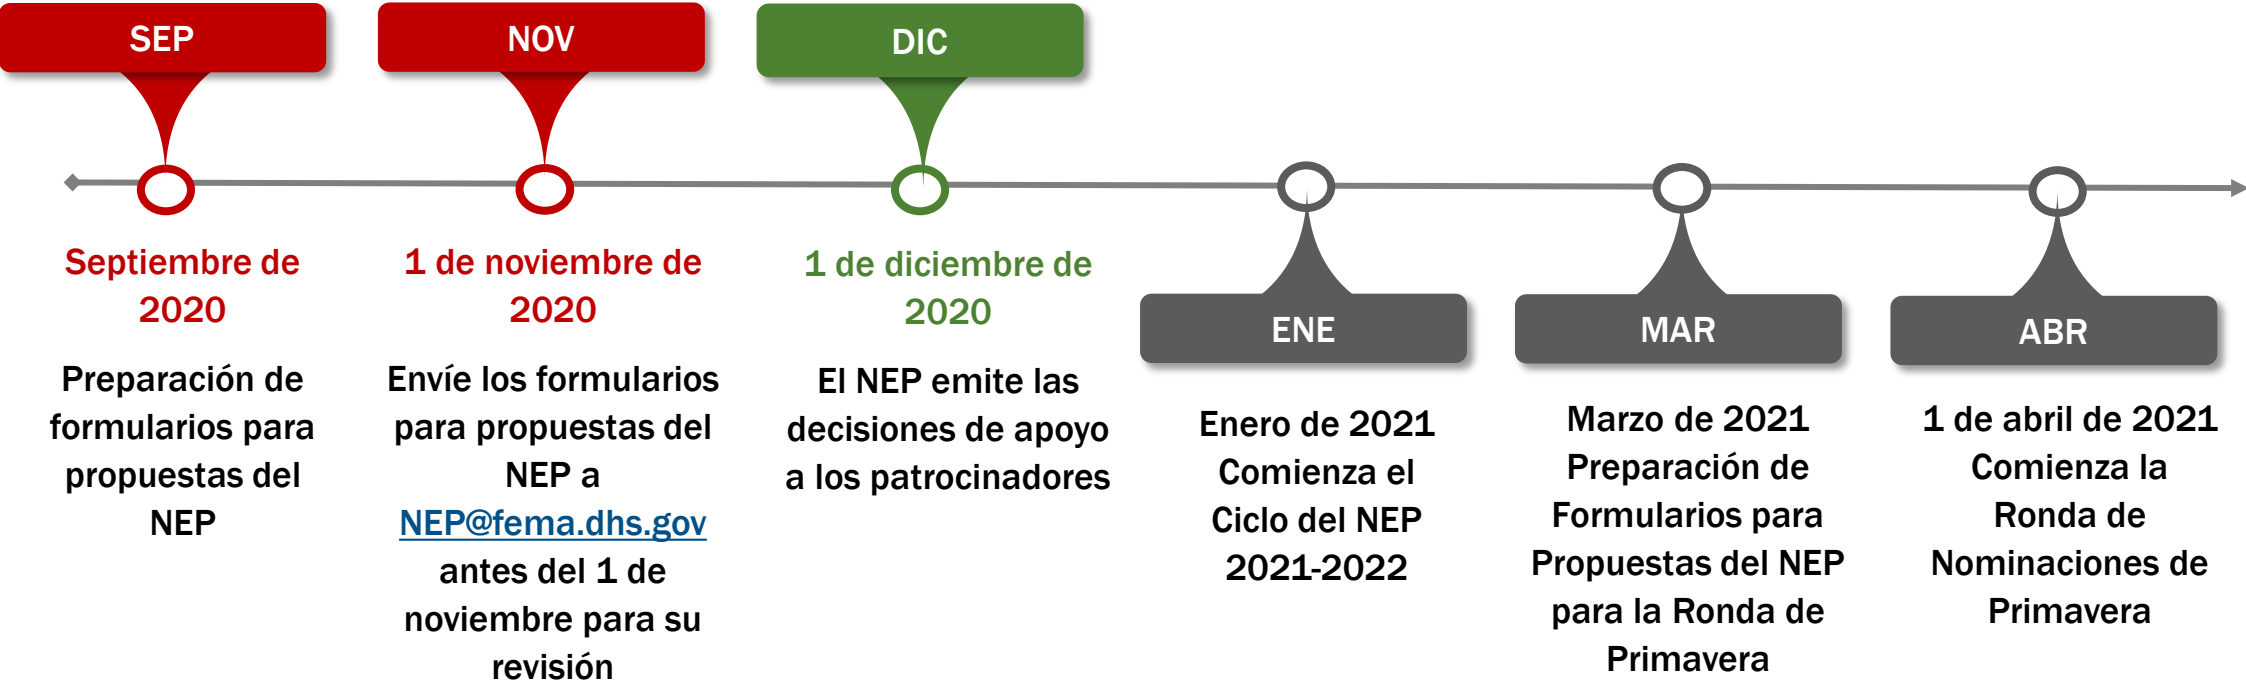 SEP
Septiembre de
2020
Preparación de
formularios para
propuestas del
NEP
NOV
1 de noviembre de
2020
Envíe los formularios
para propuestas del
NEP a
NEP@fema.dhs.gov
antes del 1 de
noviembre para su
revisión
DIC
1 de diciembre de
2020
El NEP emite las
decisiones de apoyo
a los patrocinadores
ENE
Enero de 2021
Comienza el
Ciclo del NEP
2021-2022
MAR
Marzo de 2021
Preparación de
Formularios para
Propuestas del NEP
para la Ronda de
Primavera
ABR
1 de abril de 2021
Comienza la
Ronda de
Nominaciones de
Primavera